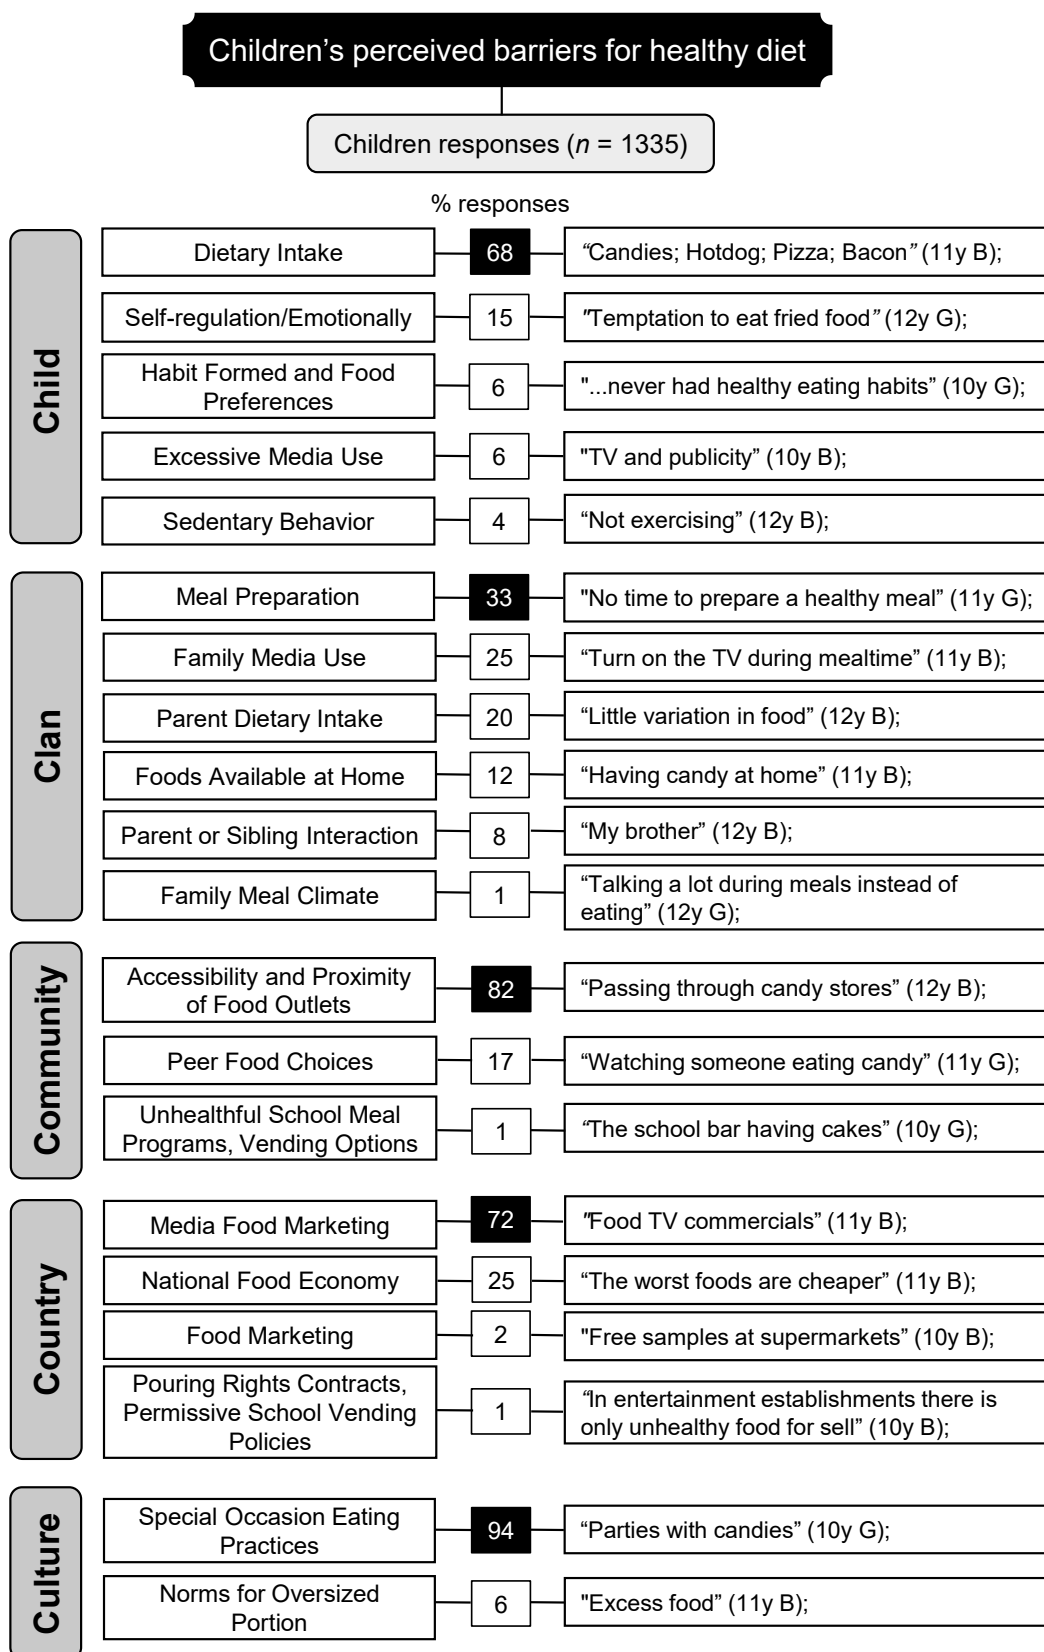 Children’s perceived barriers for healthy diet
Children responses (n = 1335)
% responses
Child
Dietary Intake
68
“Candies; Hotdog; Pizza; Bacon” (11y B);
Self-regulation/Emotionally
15
"Temptation to eat fried food” (12y G);
Habit Formed and Food
Preferences
6
"...never had healthy eating habits” (10y G);
Excessive Media Use
6
"TV and publicity” (10y B);
Sedentary Behavior
4
“Not exercising” (12y B);
Clan
Meal Preparation
33
"No time to prepare a healthy meal” (11y G);
Family Media Use
25
“Turn on the TV during mealtime” (11y B);
Parent Dietary Intake
20
“Little variation in food” (12y B);
Foods Available at Home
12
“Having candy at home” (11y B);
Parent or Sibling Interaction
8
“My brother” (12y B);
Family Meal Climate
1
“Talking a lot during meals instead of
eating” (12y G);
Community
Accessibility and Proximity
of Food Outlets
82
“Passing through candy stores” (12y B);
Peer Food Choices
17
“Watching someone eating candy” (11y G);
Unhealthful School Meal
Programs, Vending Options
1
“The school bar having cakes” (10y G);
Country
Media Food Marketing
72
"Food TV commercials” (11y B);
National Food Economy
25
“The worst foods are cheaper” (11y B);
Food Marketing
2
"Free samples at supermarkets” (10y B);
Pouring Rights Contracts,
Permissive School Vending
Policies
1
“In entertainment establishments there is
only unhealthy food for sell” (10y B);
Culture
Special Occasion Eating
Practices
94
“Parties with candies” (10y G);
Norms for Oversized
Portion
6
"Excess food” (11y B);